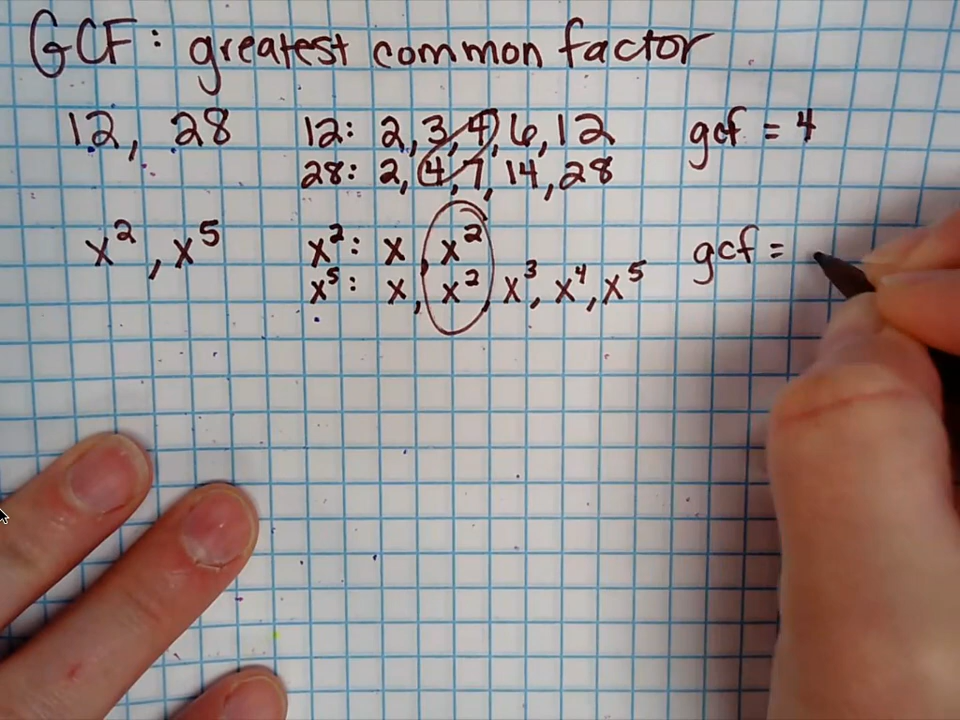 GCF: greatest common factor
12, 28 12: 2, 3, 4, 6, 12 gcf = 4
28: 2, 4, 7, 14, 28
x², x⁵ x²: x, x² gcf =
x⁵: x, x², x³, x⁴, x⁵